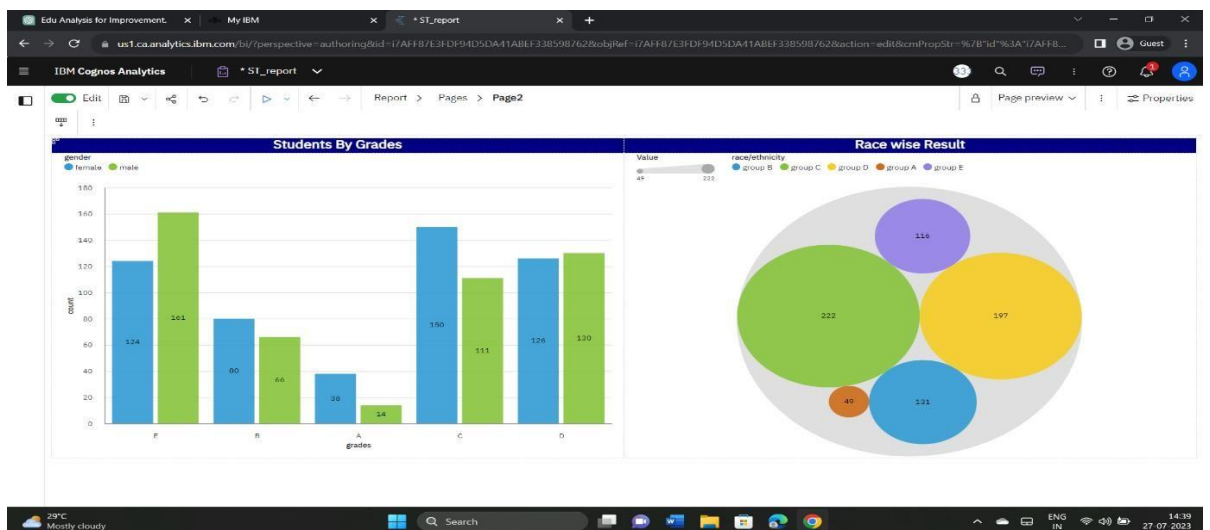 Edu Analysis for Improvement. × My IBM × * ST_report × +
us1.ca.analytics.ibm.com/bi/?perspective=authoring&id=i7AFF87E3FDF94D5DA41ABEF338598762&objRef=i7AFF87E3FDF94D5DA41ABEF338598762&action=edit&cmPropStr=%7B"id"%3A"i7AFF8... Guest
IBM Cognos Analytics * ST_report 33 1
Edit Report > Pages > Page2 Page preview Properties
Students By Grades
gender
female male
180
160
140
120
100
80
60
40
20
0
count
124 161 80 66 38 14 150 111 126 130
E B A C D
grades
Race wise Result
Value race/ethnicity
group B group C group D group A group E
49 222
116
222 197
49 131
29°C
Mostly cloudy
Search
ENG
IN
14:39
27-07-2023